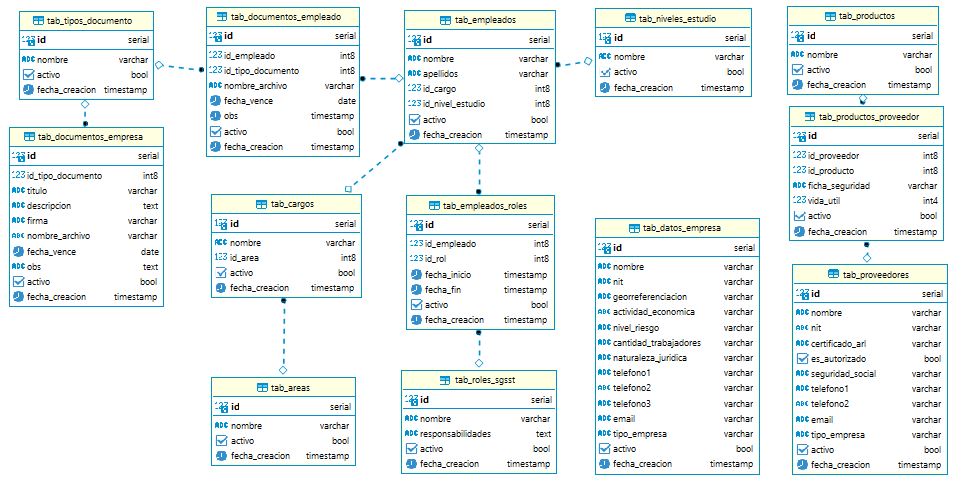 tab_tipos_documento
123 id serial
ABC nombre varchar
activo bool
fecha_creacion timestamp
tab_documentos_empleado
123 id serial
123 id_empleado int8
123 id_tipo_documento int8
ABC nombre_archivo varchar
fecha_vence date
obs timestamp
activo bool
fecha_creacion timestamp
tab_empleados
123 id serial
ABC nombre varchar
ABC apellidos varchar
123 id_cargo int8
123 id_nivel_estudio int8
activo bool
fecha_creacion timestamp
tab_niveles_estudio
123 id serial
ABC nombre varchar
activo bool
fecha_creacion timestamp
tab_productos
123 id serial
ABC nombre varchar
activo bool
fecha_creacion timestamp
tab_documentos_empresa
123 id serial
123 id_tipo_documento int8
ABC titulo varchar
ABC descripcion text
ABC firma varchar
ABC nombre_archivo varchar
fecha_vence date
ABC obs text
activo bool
fecha_creacion timestamp
tab_productos_proveedor
123 id serial
123 id_proveedor int8
123 id_producto int8
ABC ficha_seguridad varchar
123 vida_util int4
activo bool
fecha_creacion timestamp
tab_cargos
123 id serial
ABC nombre varchar
123 id_area int8
activo bool
fecha_creacion timestamp
tab_empleados_roles
123 id serial
123 id_empleado int8
123 id_rol int8
fecha_inicio timestamp
fecha_fin timestamp
activo bool
fecha_creacion timestamp
tab_datos_empresa
123 id serial
ABC nombre varchar
ABC nit varchar
ABC georreferenciacion varchar
ABC actividad_economica varchar
ABC nivel_riesgo varchar
ABC cantidad_trabajadores varchar
ABC naturaleza_juridica varchar
ABC telefono1 varchar
ABC telefono2 varchar
ABC telefono3 varchar
ABC email varchar
ABC tipo_empresa varchar
activo bool
fecha_creacion timestamp
tab_proveedores
123 id serial
ABC nombre varchar
ABC nit varchar
ABC certificado_arl varchar
es_autorizado bool
ABC seguridad_social varchar
ABC telefono1 varchar
ABC telefono2 varchar
ABC email varchar
ABC tipo_empresa varchar
activo bool
fecha_creacion timestamp
tab_areas
123 id serial
ABC nombre varchar
activo bool
fecha_creacion timestamp
tab_roles_sgsst
123 id serial
ABC nombre varchar
ABC responsabilidades text
activo bool
fecha_creacion timestamp